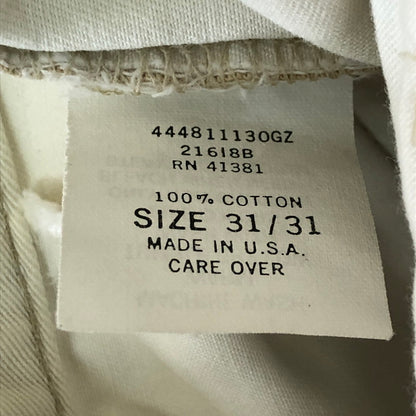 444811130GZ
21618B
RN 41381
100% COTTON
SIZE 31/31
MADE IN U.S.A.
CARE OVER